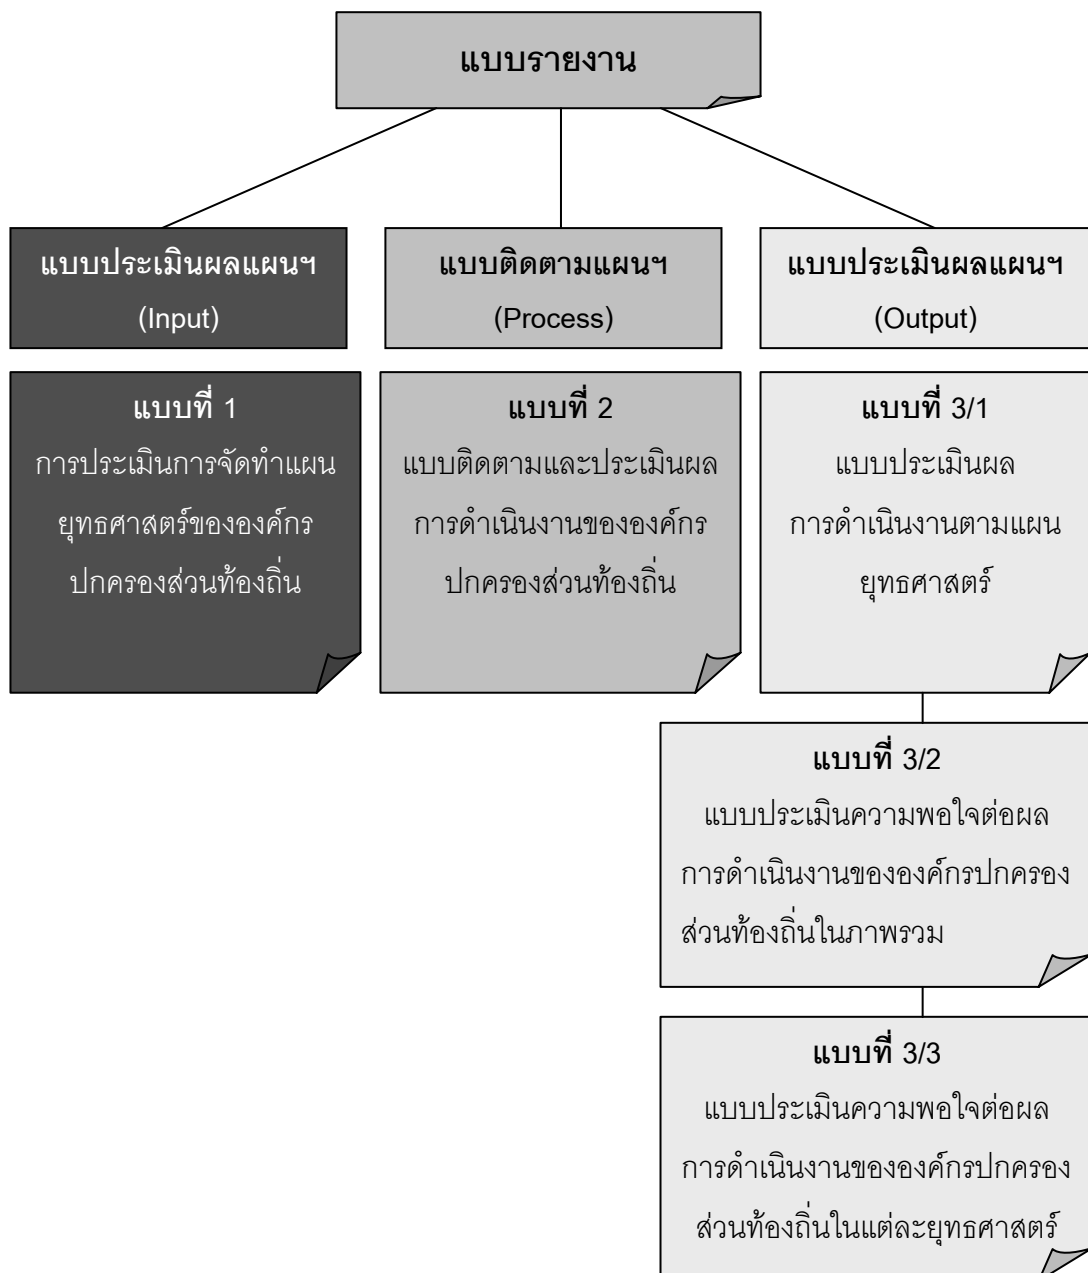 แบบรายงาน
แบบประเมินผลแผนฯ
(Input)
แบบติดตามแผนฯ
(Process)
แบบประเมินผลแผนฯ
(Output)
แบบที่ 1
การประเมินการจัดทำแผน
ยุทธศาสตร์ขององค์กร
ปกครองส่วนท้องถิ่น
แบบที่ 2
แบบติดตามและประเมินผล
การดำเนินงานขององค์กร
ปกครองส่วนท้องถิ่น
แบบที่ 3/1
แบบประเมินผล
การดำเนินงานตามแผน
ยุทธศาสตร์
แบบที่ 3/2
แบบประเมินความพอใจต่อผล
การดำเนินงานขององค์กรปกครอง
ส่วนท้องถิ่นในภาพรวม
แบบที่ 3/3
แบบประเมินความพอใจต่อผล
การดำเนินงานขององค์กรปกครอง
ส่วนท้องถิ่นในแต่ละยุทธศาสตร์